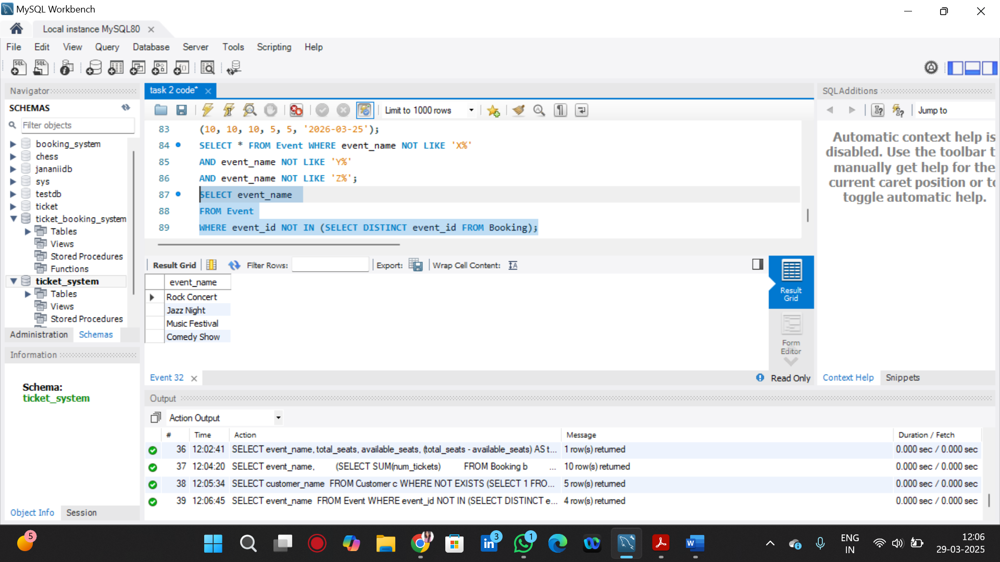 MySQL Workbench
Local instance MySQL80
File Edit View Query Database Server Tools Scripting Help
Navigator
SCHEMAS
Filter objects
booking_system
chess
jananiidb
sys
testdb
ticket
ticket_booking_system
Tables
Views
Stored Procedures
Functions
ticket_system
Tables
Views
Stored Procedures
Administration Schemas
Information
Schema:
ticket_system
Object Info Session
task 2 code*
Limit to 1000 rows
83 (10, 10, 10, 5, 5, '2026-03-25');
84 SELECT * FROM Event WHERE event_name NOT LIKE 'X%'
85 AND event_name NOT LIKE 'Y%'
86 AND event_name NOT LIKE 'Z%';
87 SELECT event_name
88 FROM Event
89 WHERE event_id NOT IN (SELECT DISTINCT event_id FROM Booking);
Result Grid Filter Rows: Export: Wrap Cell Content:
event_name
Rock Concert
Jazz Night
Music Festival
Comedy Show
Result
Grid
Form
Editor
Event 32
Read Only
SQLAdditions
Jump to
Automatic context help is
disabled. Use the toolbar t
manually get help for the
current caret position or to
toggle automatic help.
Context Help Snippets
Output
Action Output
# Time Action Message Duration / Fetch
36 12:02:41 SELECT event_name, total_seats, available_seats, (total_seats - available_seats) AS t... 1 row(s) returned 0.000 sec / 0.000 sec
37 12:04:20 SELECT event_name, (SELECT SUM(num_tickets) FROM Booking b ... 10 row(s) returned 0.000 sec / 0.000 sec
38 12:05:34 SELECT customer_name FROM Customer c WHERE NOT EXISTS (SELECT 1 FRO... 5 row(s) returned 0.000 sec / 0.000 sec
39 12:06:45 SELECT event_name FROM Event WHERE event_id NOT IN (SELECT DISTINCT e... 4 row(s) returned 0.000 sec / 0.000 sec
5
3
1
ENG
IN
12:06
29-03-2025